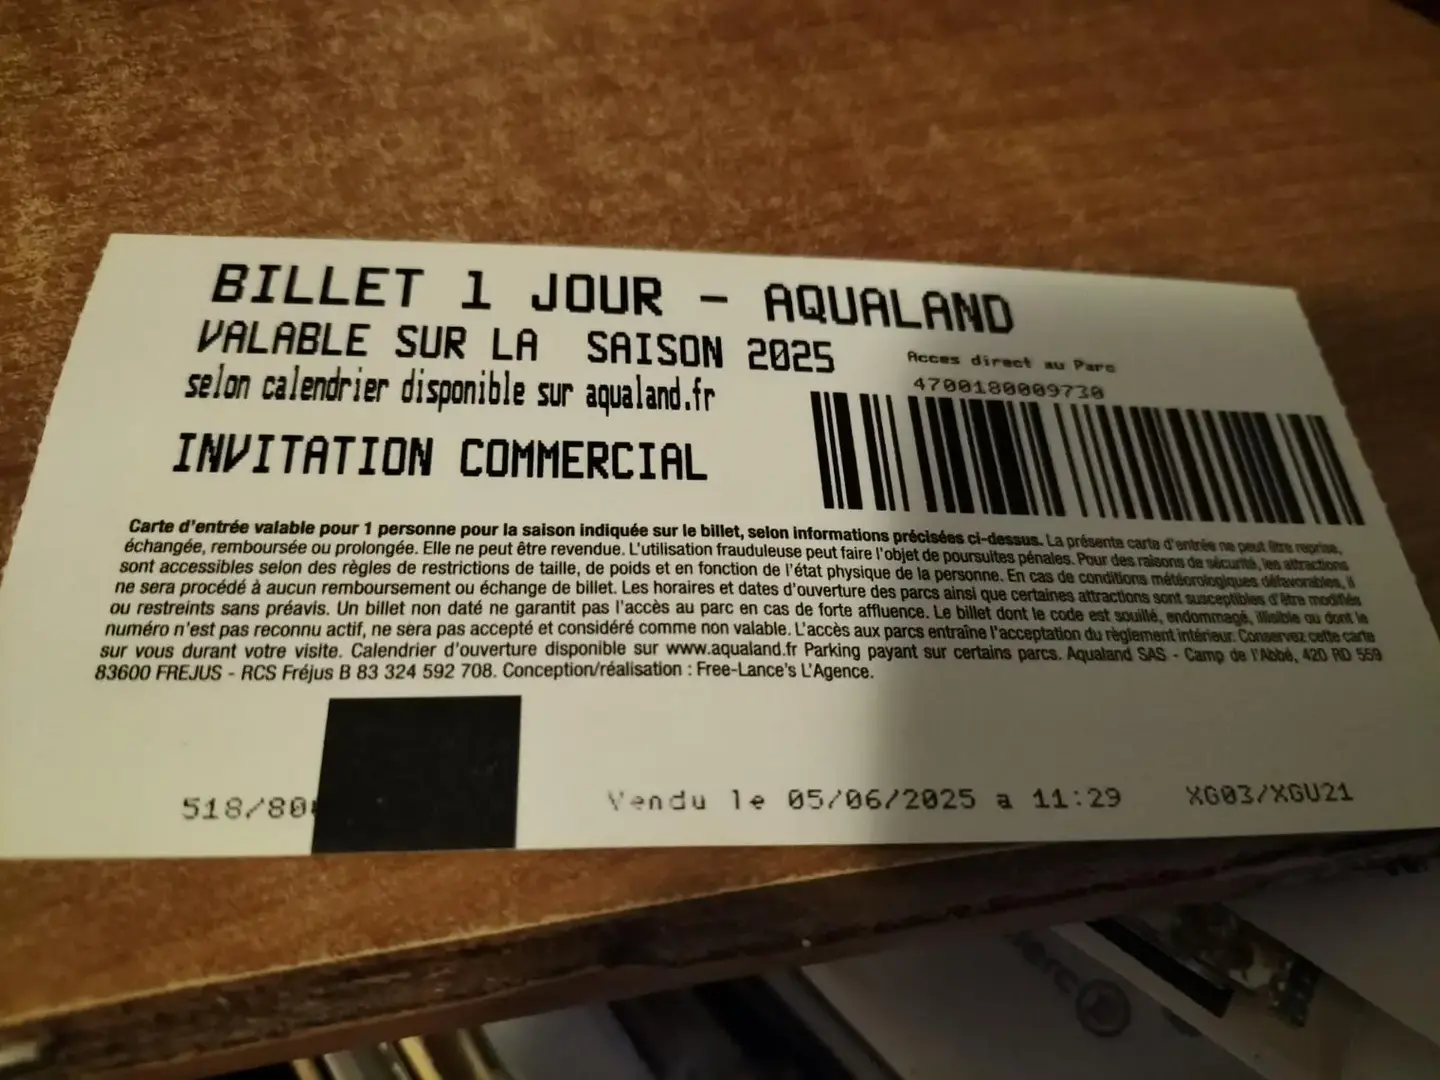 BILLET 1 JOUR - AQUALAND
VALABLE SUR LA SAISON 2025
selon calendrier disponible sur aqualand.fr
INVITATION COMMERCIAL
Acces direct au Parc
4700180009730
Carte d'entrée valable pour 1 personne pour la saison indiquée sur le billet, selon informations précisées ci-dessus. La présente carte d'entrée ne peut être reprise,
échangée, remboursée ou prolongée. Elle ne peut être revendue. L'utilisation frauduleuse peut faire l'objet de poursuites pénales. Pour des raisons de sécurité, les attractions
sont accessibles selon des règles de restrictions de taille, de poids et en fonction de l'état physique de la personne. En cas de conditions météorologiques défavorables, il
ne sera procédé à aucun remboursement ou échange de billet. Les horaires et dates d'ouverture des parcs ainsi que certaines attractions sont susceptibles d'être modifiés
ou restreints sans préavis. Un billet non daté ne garantit pas l'accès au parc en cas de forte affluence. Le billet dont le code est souillé, endommagé, illisible ou dont le
numéro n'est pas reconnu actif, ne sera pas accepté et considéré comme non valable. L'accès aux parcs entraîne l'acceptation du règlement intérieur. Conservez cette carte
sur vous durant votre visite. Calendrier d'ouverture disponible sur www.aqualand.fr Parking payant sur certains parcs. Aqualand SAS - Camp de l'Abbé, 420 RD 559
83600 FREJUS - RCS Fréjus B 83 324 592 708. Conception/réalisation : Free-Lance's L'Agence.
518/80
Vendu le 05/06/2025 a 11:29
XG03/XGU21